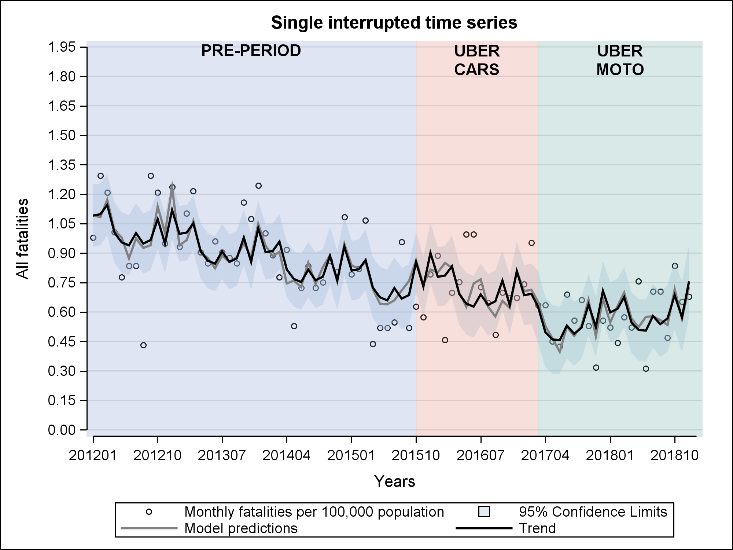 Single interrupted time series
PRE-PERIOD
UBER
CARS
UBER
MOTO
1.95
1.80
1.65
1.50
1.35
1.20
1.05
0.90
0.75
0.60
0.45
0.30
0.15
0.00
All fatalities
201201 201210 201307 201404 201501 201510 201607 201704 201801 201810
Years
Monthly fatalities per 100,000 population 95% Confidence Limits
Model predictions Trend